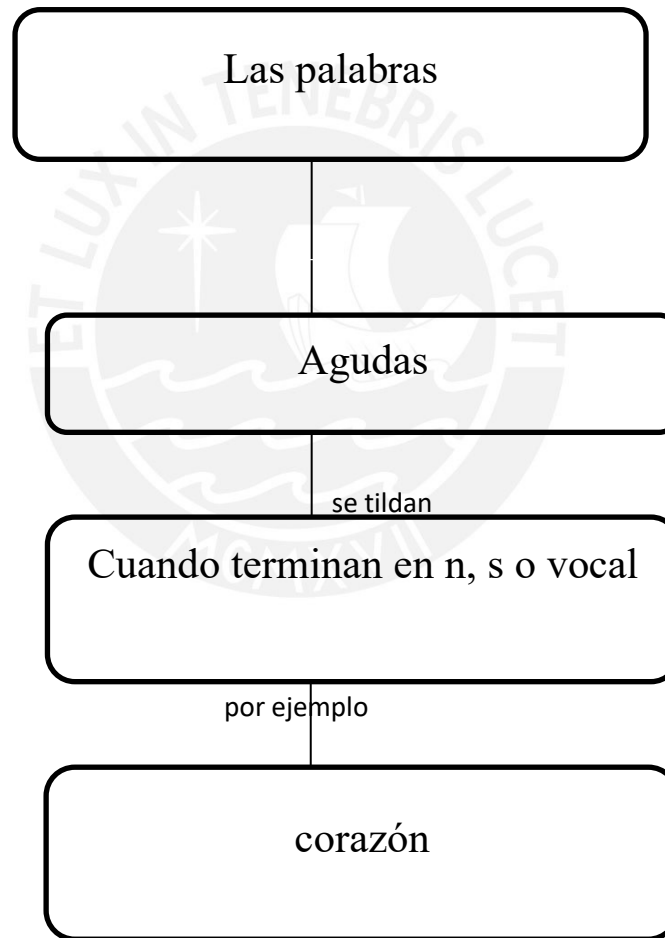 Las palabras
Agudas
se tildan
Cuando terminan en n, s o vocal
por ejemplo
corazón
ET LUX IN TENEBRIS LUCET